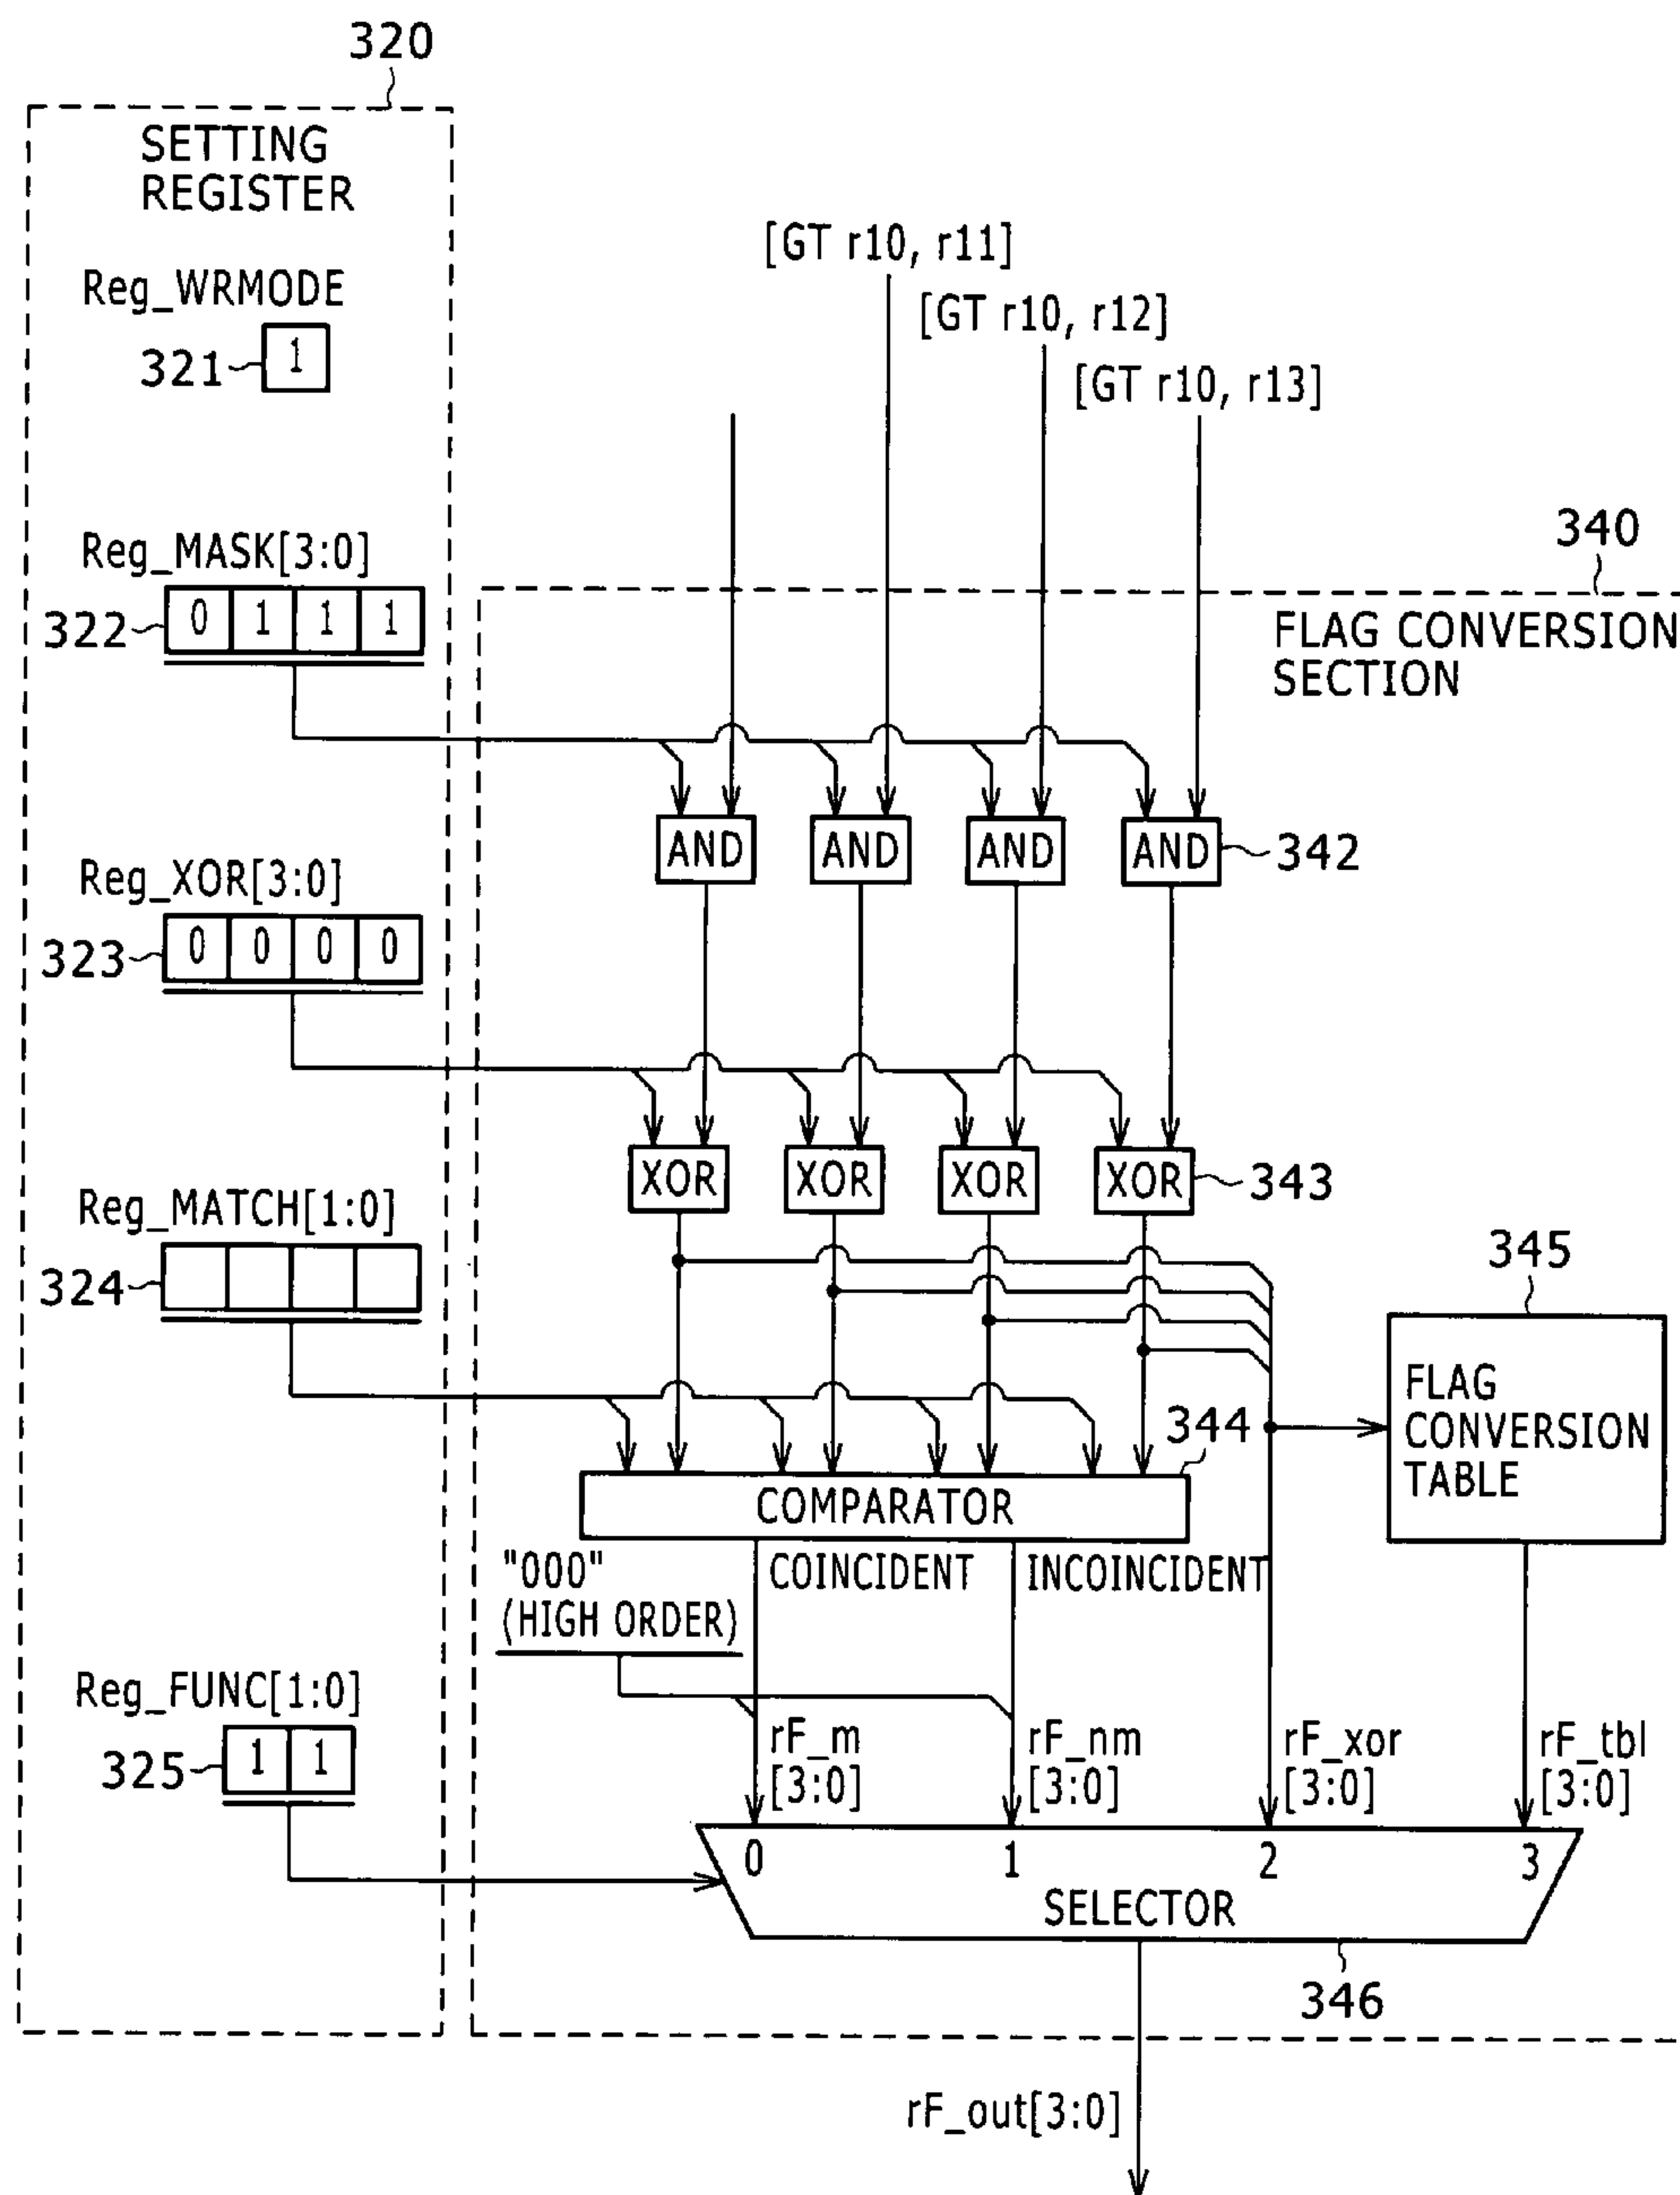 320
SETTING
REGISTER
Reg_WRMODE
321
1
[GT r10, r11]
[GT r10, r12]
[GT r10, r13]
Reg_MASK[3:0]
322
0 1 1 1
340
FLAG CONVERSION
SECTION
AND AND AND AND
342
Reg_XOR[3:0]
323
0 0 0 0
XOR XOR XOR XOR
343
Reg_MATCH[1:0]
324
345
FLAG
CONVERSION
TABLE
344
COMPARATOR
"000"
(HIGH ORDER)
COINCIDENT
INCOINCIDENT
Reg_FUNC[1:0]
325
1 1
rF_m
[3:0]
rF_nm
[3:0]
rF_xor
[3:0]
rF_tbl
[3:0]
0 1 2 3
SELECTOR
346
rF_out[3:0]